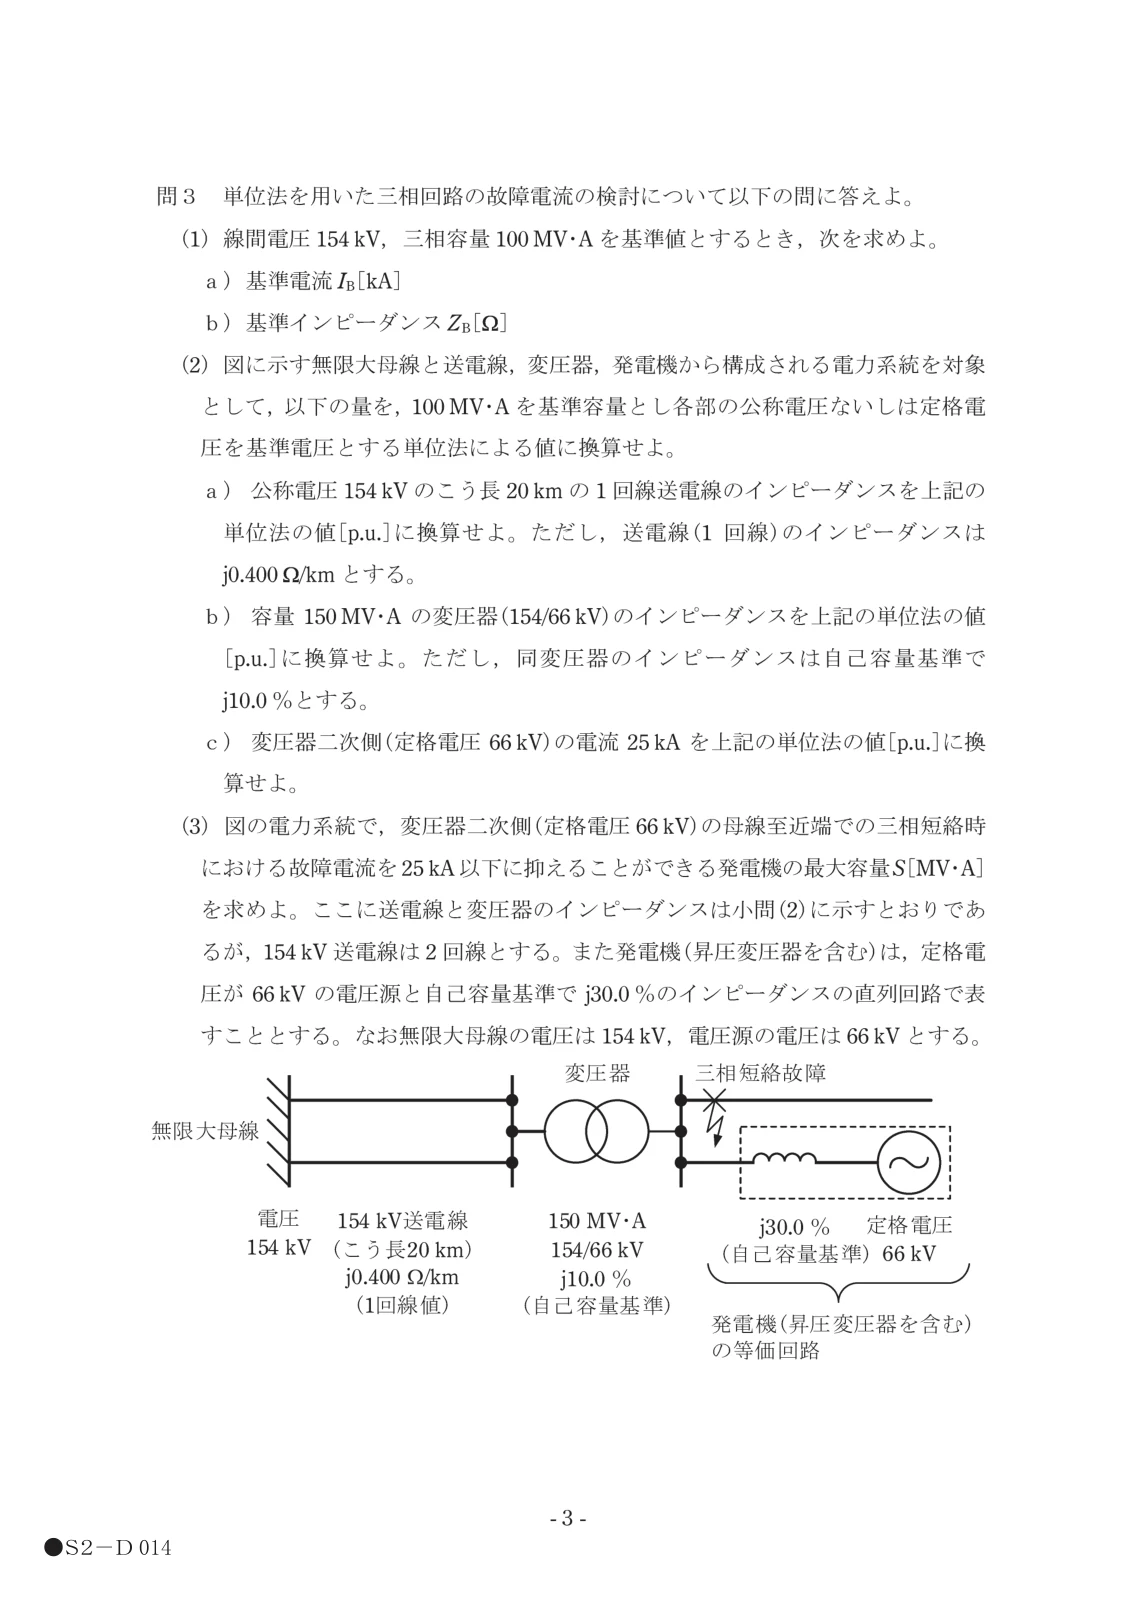 問3 単位法を用いた三相回路の故障電流の検討について以下の問に答えよ。
(1) 線間電圧 154 kV，三相容量 100 MV･A を基準値とするとき，次を求めよ。
a） 基準電流 IB[kA]
b） 基準インピーダンス ZB[Ω]
(2) 図に示す無限大母線と送電線，変圧器，発電機から構成される電力系統を対象
として，以下の量を，100 MV･A を基準容量とし各部の公称電圧ないしは定格電
圧を基準電圧とする単位法による値に換算せよ。
a） 公称電圧 154 kV のこう長 20 km の 1 回線送電線のインピーダンスを上記の
単位法の値[p.u.]に換算せよ。ただし，送電線(1 回線)のインピーダンスは
j0.400 Ω/km とする。
b） 容量 150 MV･A の変圧器(154/66 kV)のインピーダンスを上記の単位法の値
[p.u.]に換算せよ。ただし，同変圧器のインピーダンスは自己容量基準で
j10.0 %とする。
c） 変圧器二次側(定格電圧 66 kV)の電流 25 kA を上記の単位法の値[p.u.]に換
算せよ。
(3) 図の電力系統で，変圧器二次側(定格電圧 66 kV)の母線至近端での三相短絡時
における故障電流を 25 kA 以下に抑えることができる発電機の最大容量 S[MV･A]
を求めよ。ここに送電線と変圧器のインピーダンスは小問(2)に示すとおりであ
るが，154 kV 送電線は 2 回線とする。また発電機(昇圧変圧器を含む)は，定格電
圧が 66 kV の電圧源と自己容量基準で j30.0 %のインピーダンスの直列回路で表
すこととする。なお無限大母線の電圧は 154 kV，電圧源の電圧は 66 kV とする。
変圧器 三相短絡故障
無限大母線
電圧 154 kV送電線 150 MV･A j30.0 % 定格電圧
154 kV （こう長20 km） 154/66 kV （自己容量基準） 66 kV
j0.400 Ω/km j10.0 %
（1回線値） （自己容量基準）
発電機(昇圧変圧器を含む)
の等価回路
- 3 -
●S2－D 014